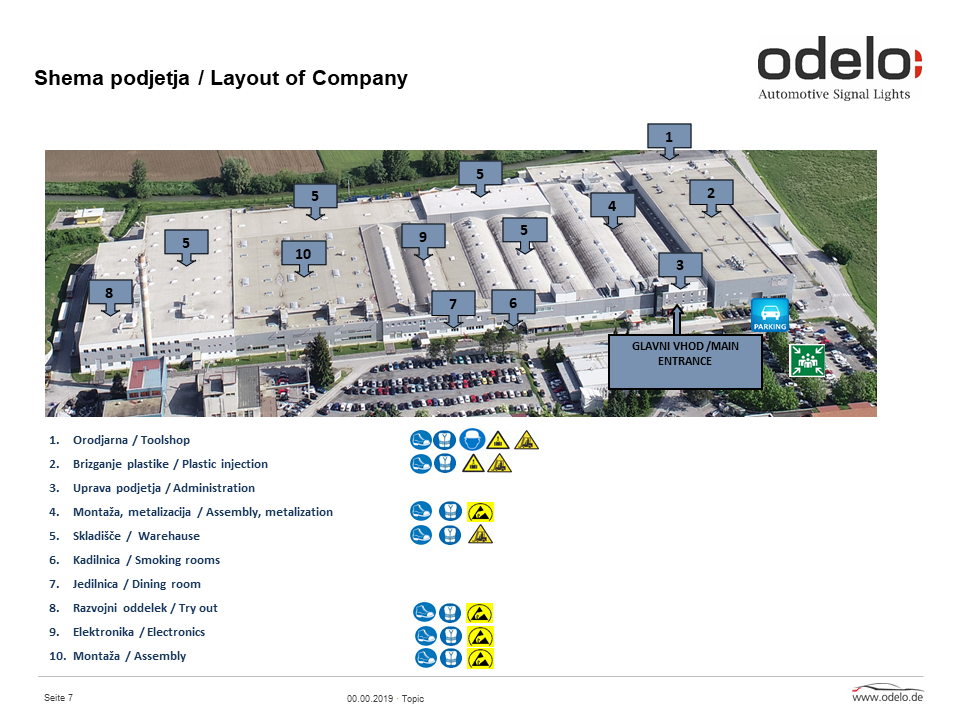 Shema podjetja / Layout of Company
odelo
Automotive Signal Lights
1
5
2
5
4
5
5
9
10
3
8
7
6
PARKING
GLAVNI VHOD /MAIN
ENTRANCE
1. Orodjarna / Toolshop
2. Brizganje plastike / Plastic injection
3. Uprava podjetja / Administration
4. Montaža, metalizacija / Assembly, metalization
5. Skladišče / Warehause
6. Kadilnica / Smoking rooms
7. Jedilnica / Dining room
8. Razvojni oddelek / Try out
9. Elektronika / Electronics
10. Montaža / Assembly
Seite 7
00.00.2019 · Topic
www.odelo.de